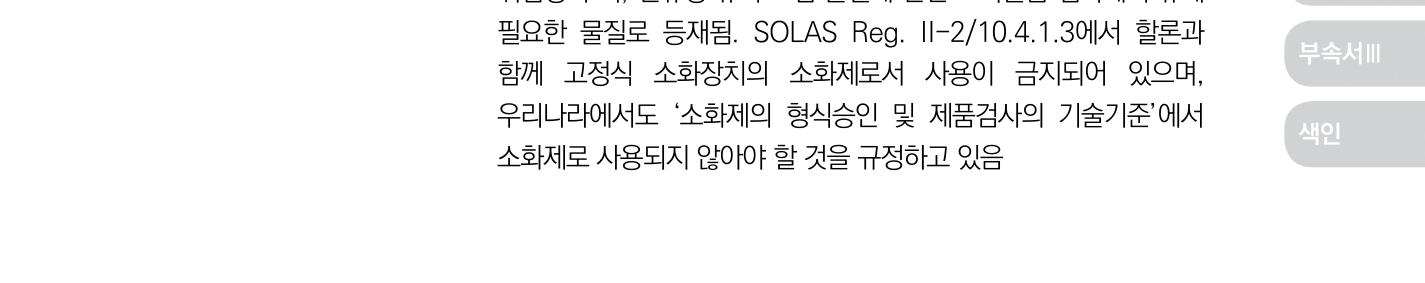 필요한 물질로 등재됨. SOLAS Reg. II-2/10.4.1.3에서 할론과
함께 고정식 소화장치의 소화제로서 사용이 금지되어 있으며,
우리나라에서도 ‘소화제의 형식승인 및 제품검사의 기술기준’에서
소화제로 사용되지 않아야 할 것을 규정하고 있음
부속서Ⅲ
색인